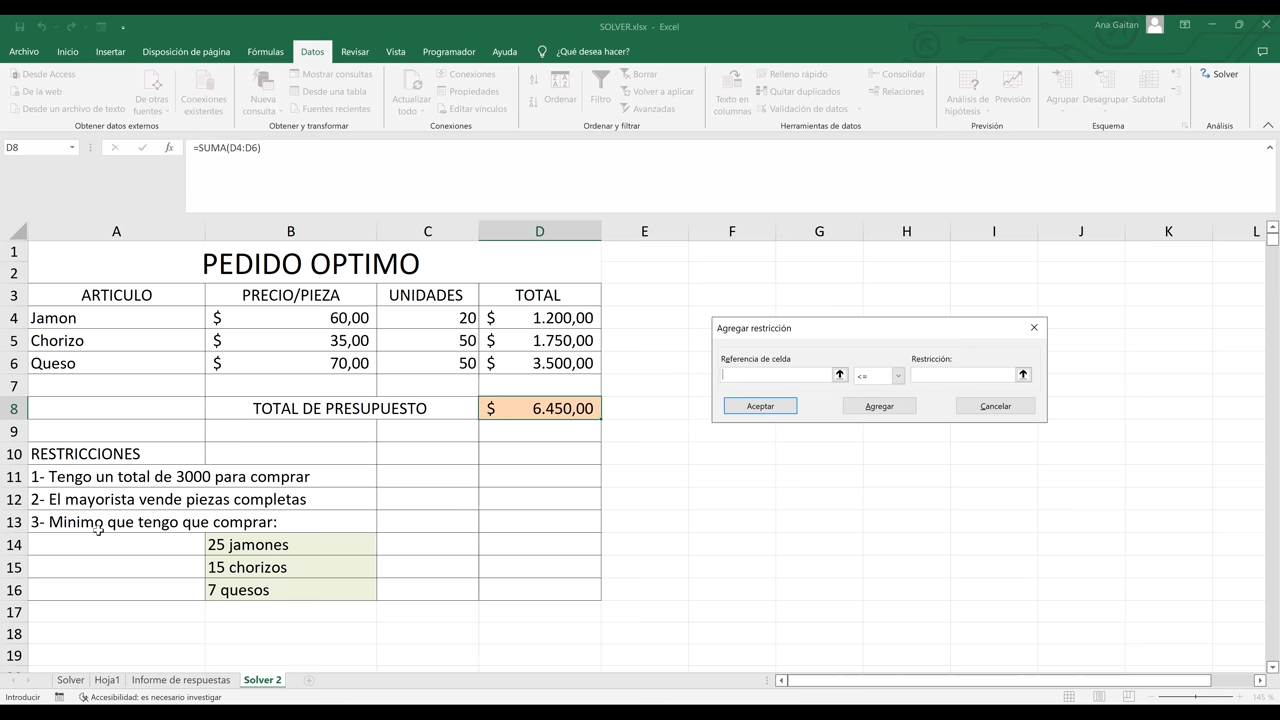 SOLVER.xlsx - Excel
Ana Gaitan
Archivo Inicio Insertar Disposición de página Fórmulas Datos Revisar Vista Programador Ayuda ¿Qué desea hacer?
Desde Access
De la web
Desde un archivo de texto
De otras fuentes
Conexiones existentes
Obtener datos externos
Nueva consulta
Mostrar consultas
Desde una tabla
Fuentes recientes
Obtener y transformar
Actualizar todo
Conexiones
Propiedades
Editar vínculos
Conexiones
Ordenar
Filtro
Borrar
Volver a aplicar
Avanzadas
Ordenar y filtrar
Texto en columnas
Relleno rápido
Quitar duplicados
Validación de datos
Consolidar
Relaciones
Herramientas de datos
Análisis de hipótesis
Previsión
Previsión
Agrupar
Desagrupar
Subtotal
Esquema
Solver
Análisis
D8 fx =SUMA(D4:D6)
A B C D E F G H I J K L
1
2
PEDIDO OPTIMO
3 ARTICULO PRECIO/PIEZA UNIDADES TOTAL
4 Jamon $ 60,00 20 $ 1.200,00
5 Chorizo $ 35,00 50 $ 1.750,00
6 Queso $ 70,00 50 $ 3.500,00
7
8 TOTAL DE PRESUPUESTO $ 6.450,00
9
10 RESTRICCIONES
11 1- Tengo un total de 3000 para comprar
12 2- El mayorista vende piezas completas
13 3- Minimo que tengo que comprar:
14 25 jamones
15 15 chorizos
16 7 quesos
17
18
19
Agregar restricción
Referencia de celda Restricción:
<=
Aceptar Agregar Cancelar
Solver Hoja1 Informe de respuestas Solver 2
Introducir Accesibilidad: es necesario investigar 145 %